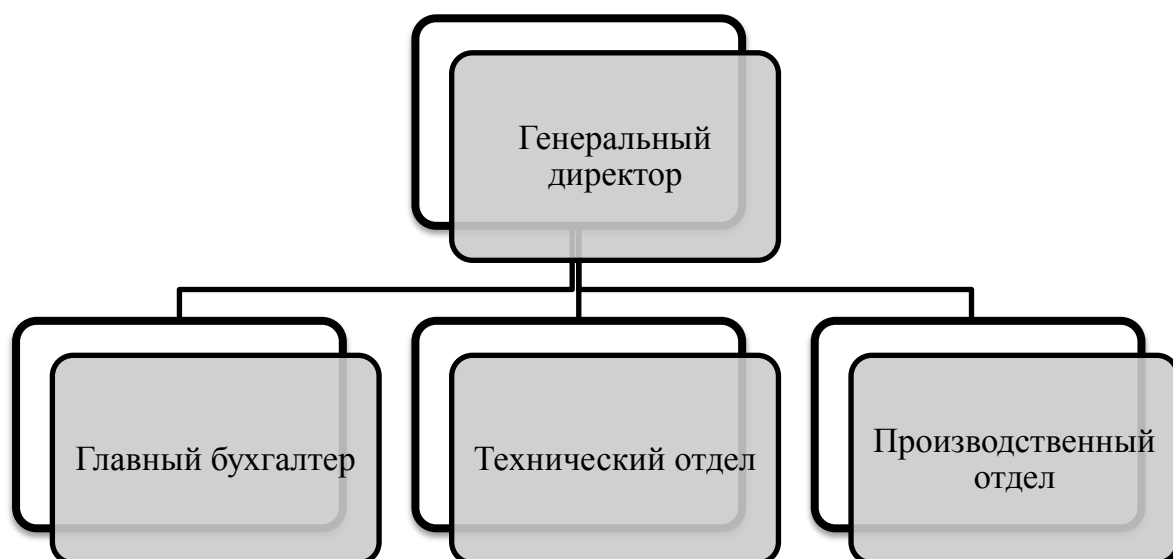 Генеральный
директор
Главный бухгалтер
Технический отдел
Производственный
отдел